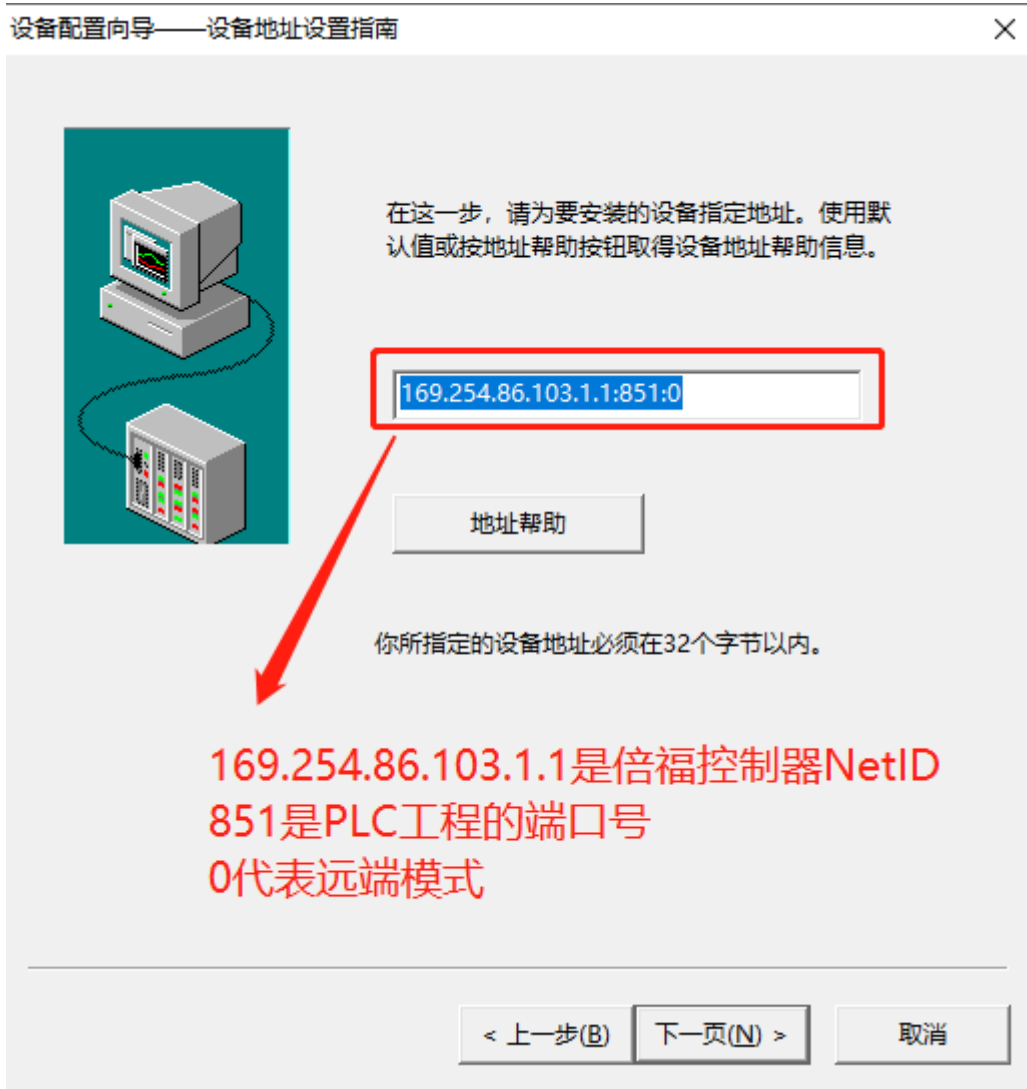 设备配置向导——设备地址设置指南
在这一步，请为要安装的设备指定地址。使用默
认值或按地址帮助按钮取得设备地址帮助信息。
169.254.86.103.1.1:851:0
地址帮助
你所指定的设备地址必须在32个字节以内。
169.254.86.103.1.1是倍福控制器NetID
851是PLC工程的端口号
0代表远端模式
< 上一步(B) 下一页(N) > 取消